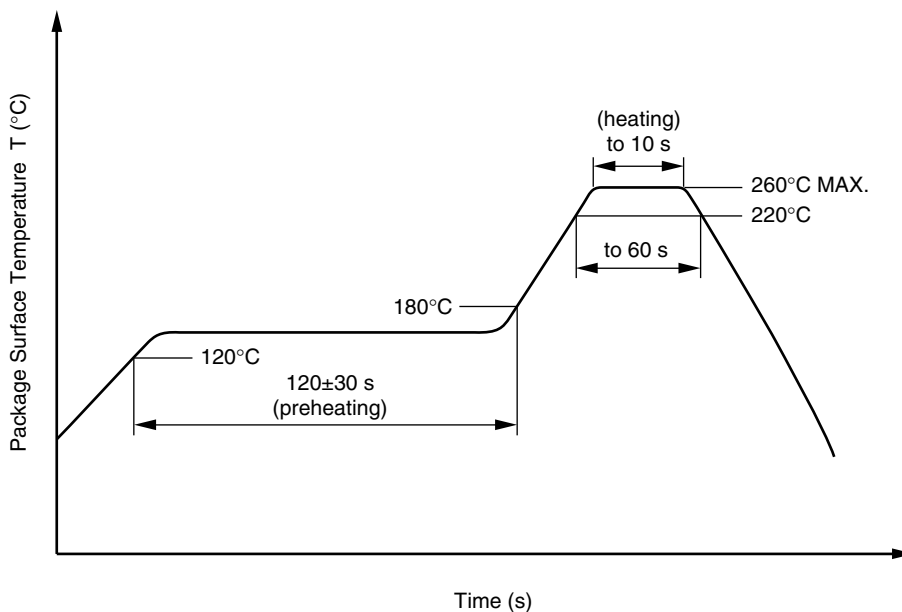 Package Surface Temperature T (°C)
(heating)
to 10 s
260°C MAX.
220°C
to 60 s
180°C
120°C
120±30 s
(preheating)
Time (s)